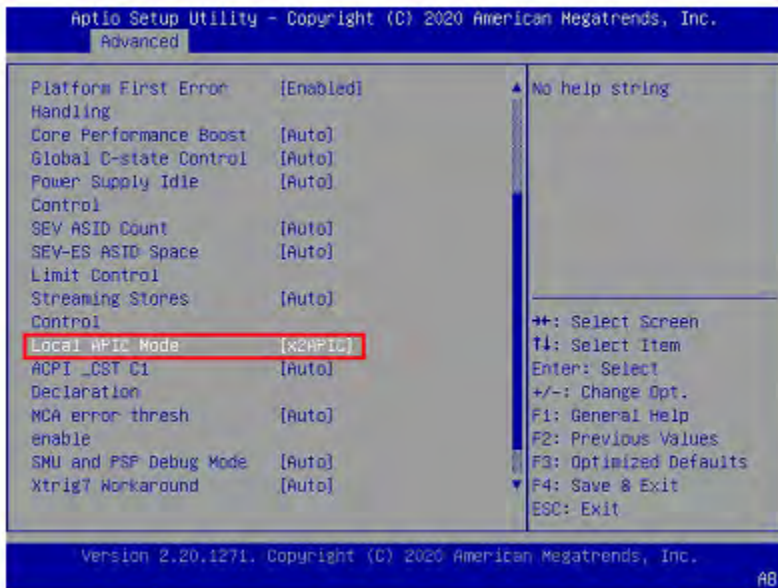 Aptio Setup Utility - Copyright (C) 2020 American Megatrends, Inc.
Advanced
Platform First Error [Enabled]
Handling
Core Performance Boost [Auto]
Global C-state Control [Auto]
Power Supply Idle [Auto]
Control
SEV ASID Count [Auto]
SEV-ES ASID Space [Auto]
Limit Control
Streaming Stores [Auto]
Control
Local APIC Mode [x2APIC]
ACPI _CST C1 [Auto]
Declaration
MCA error thresh [Auto]
enable
SMU and PSP Debug Mode [Auto]
Xtrig7 Workaround [Auto]
No help string
→←: Select Screen
↑↓: Select Item
Enter: Select
+/-: Change Opt.
F1: General Help
F2: Previous Values
F3: Optimized Defaults
F4: Save & Exit
ESC: Exit
Version 2.20.1271. Copyright (C) 2020 American Megatrends, Inc.
AB